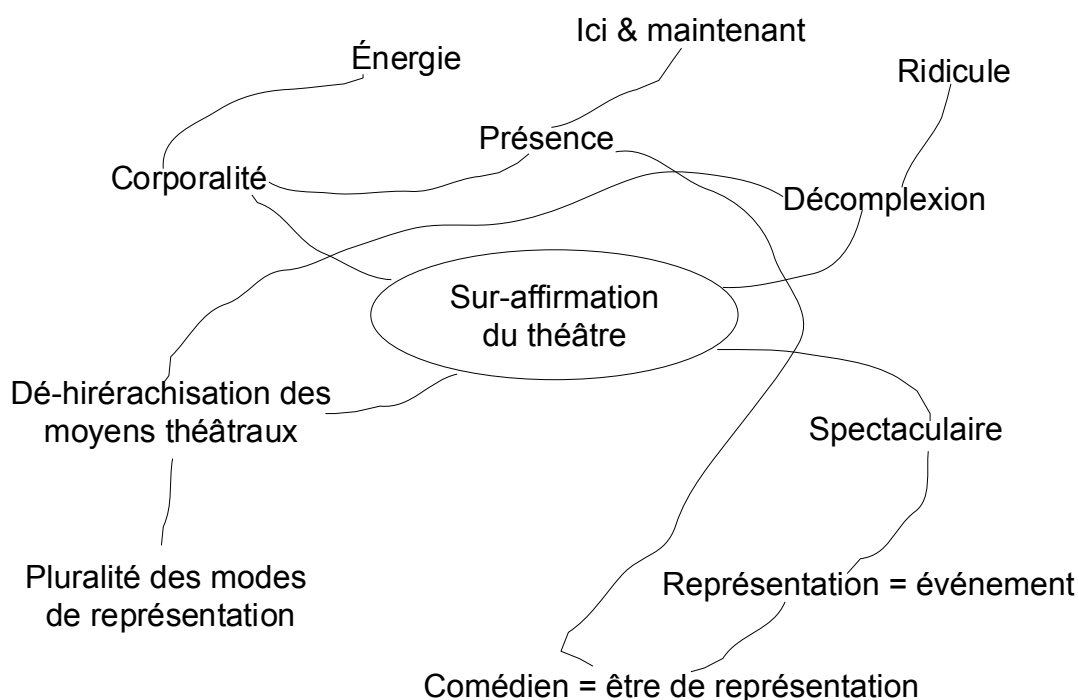 Ici & maintenant
Énergie
Ridicule
Présence
Corporalité
Décomplexion
Sur-affirmation
du théâtre
Dé-hirérachisation des
moyens théâtraux
Spectaculaire
Pluralité des modes
de représentation
Représentation = événement
Comédien = être de représentation